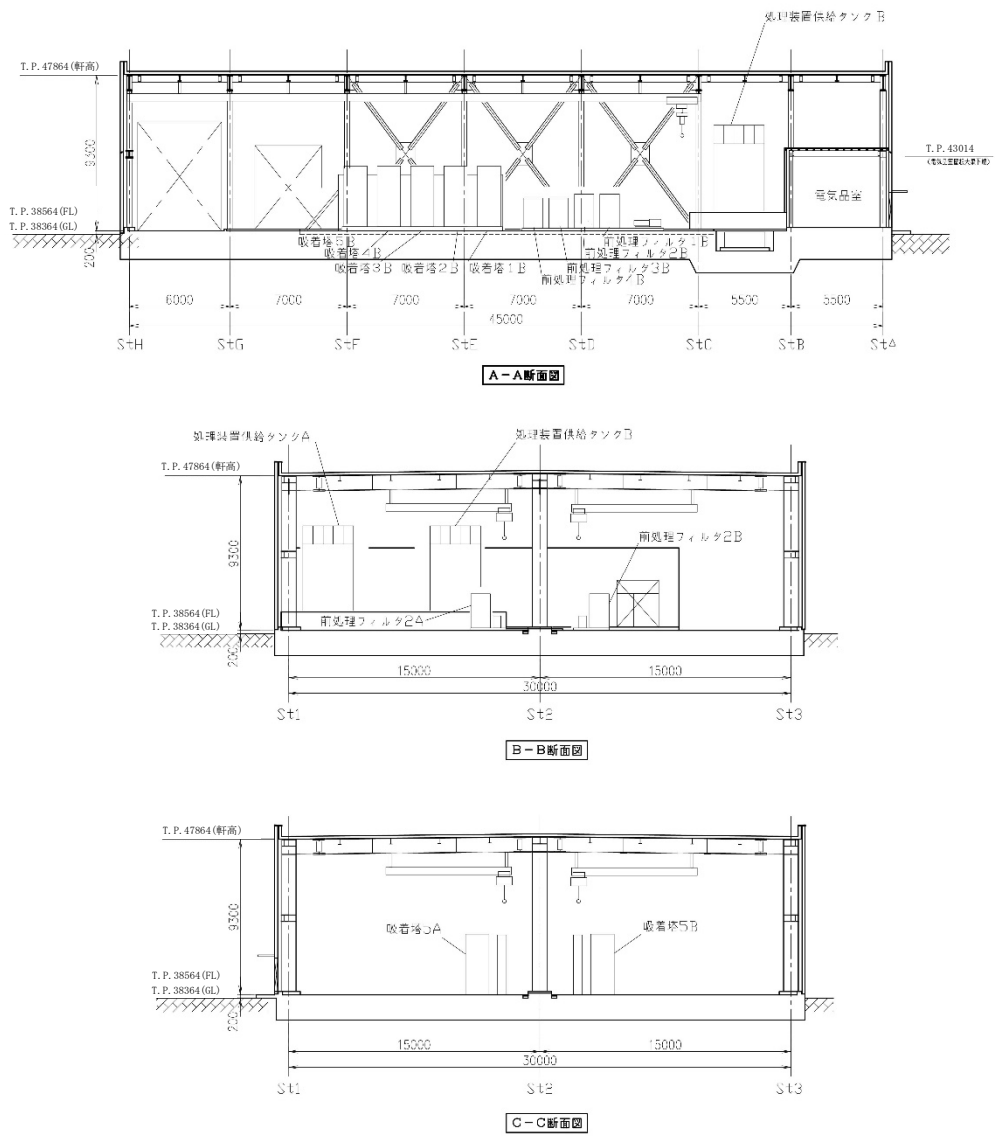 処理装置供給タンクB
T.P.47864(軒高)
9300
T.P.43014
電気品室
T.P.38564(FL)
T.P.38364(GL)
200
吸着塔5B
吸着塔4B
吸着塔3B 吸着塔2B 吸着塔1B
前処理フィルタ1B
前処理フィルタ2B
前処理フィルタ3B
前処理フィルタ4B
6000 7000 7000 7000 7000 5500 5500
45000
StH StG StF StE StD StC StB StA
A-A断面図
処理装置供給タンクA 処理装置供給タンクB
T.P.47864(軒高)
9300
前処理フィルタ2B
前処理フィルタ2A
T.P.38564(FL)
T.P.38364(GL)
200
15000 15000
30000
St1 St2 St3
B-B断面図
T.P.47864(軒高)
9300
吸着塔5A 吸着塔5B
T.P.38564(FL)
T.P.38364(GL)
200
15000 15000
30000
St1 St2 St3
C-C断面図